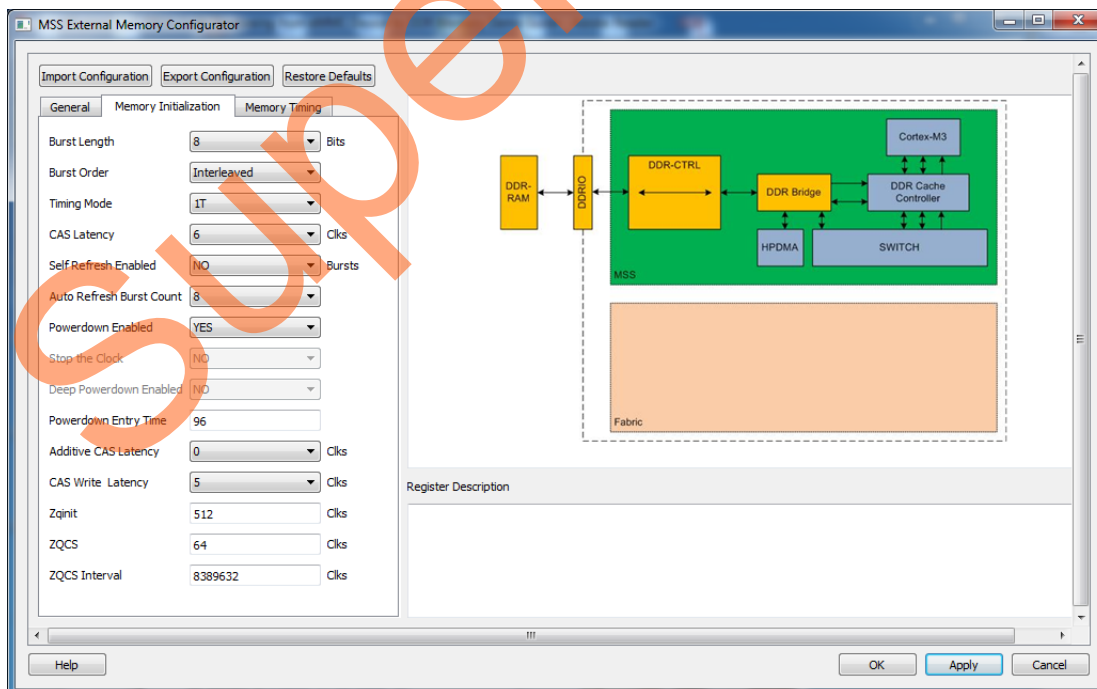 MSS External Memory Configurator
Import Configuration Export Configuration Restore Defaults
General Memory Initialization Memory Timing
Burst Length 8 Bits
Burst Order Interleaved
Timing Mode 1T
CAS Latency 6 Clks
Self Refresh Enabled NO Bursts
Auto Refresh Burst Count 8
Powerdown Enabled YES
Stop the Clock NO
Deep Powerdown Enabled NO
Powerdown Entry Time 96
Additive CAS Latency 0 Clks
CAS Write Latency 5 Clks
Zqinit 512 Clks
ZQCS 64 Clks
ZQCS Interval 8389632 Clks
DDR-
RAM
DDRIO
DDR-CTRL
DDR Bridge
Cortex-M3
DDR Cache
Controller
HPDMA
SWITCH
MSS
Fabric
Register Description
Help OK Apply Cancel
Super